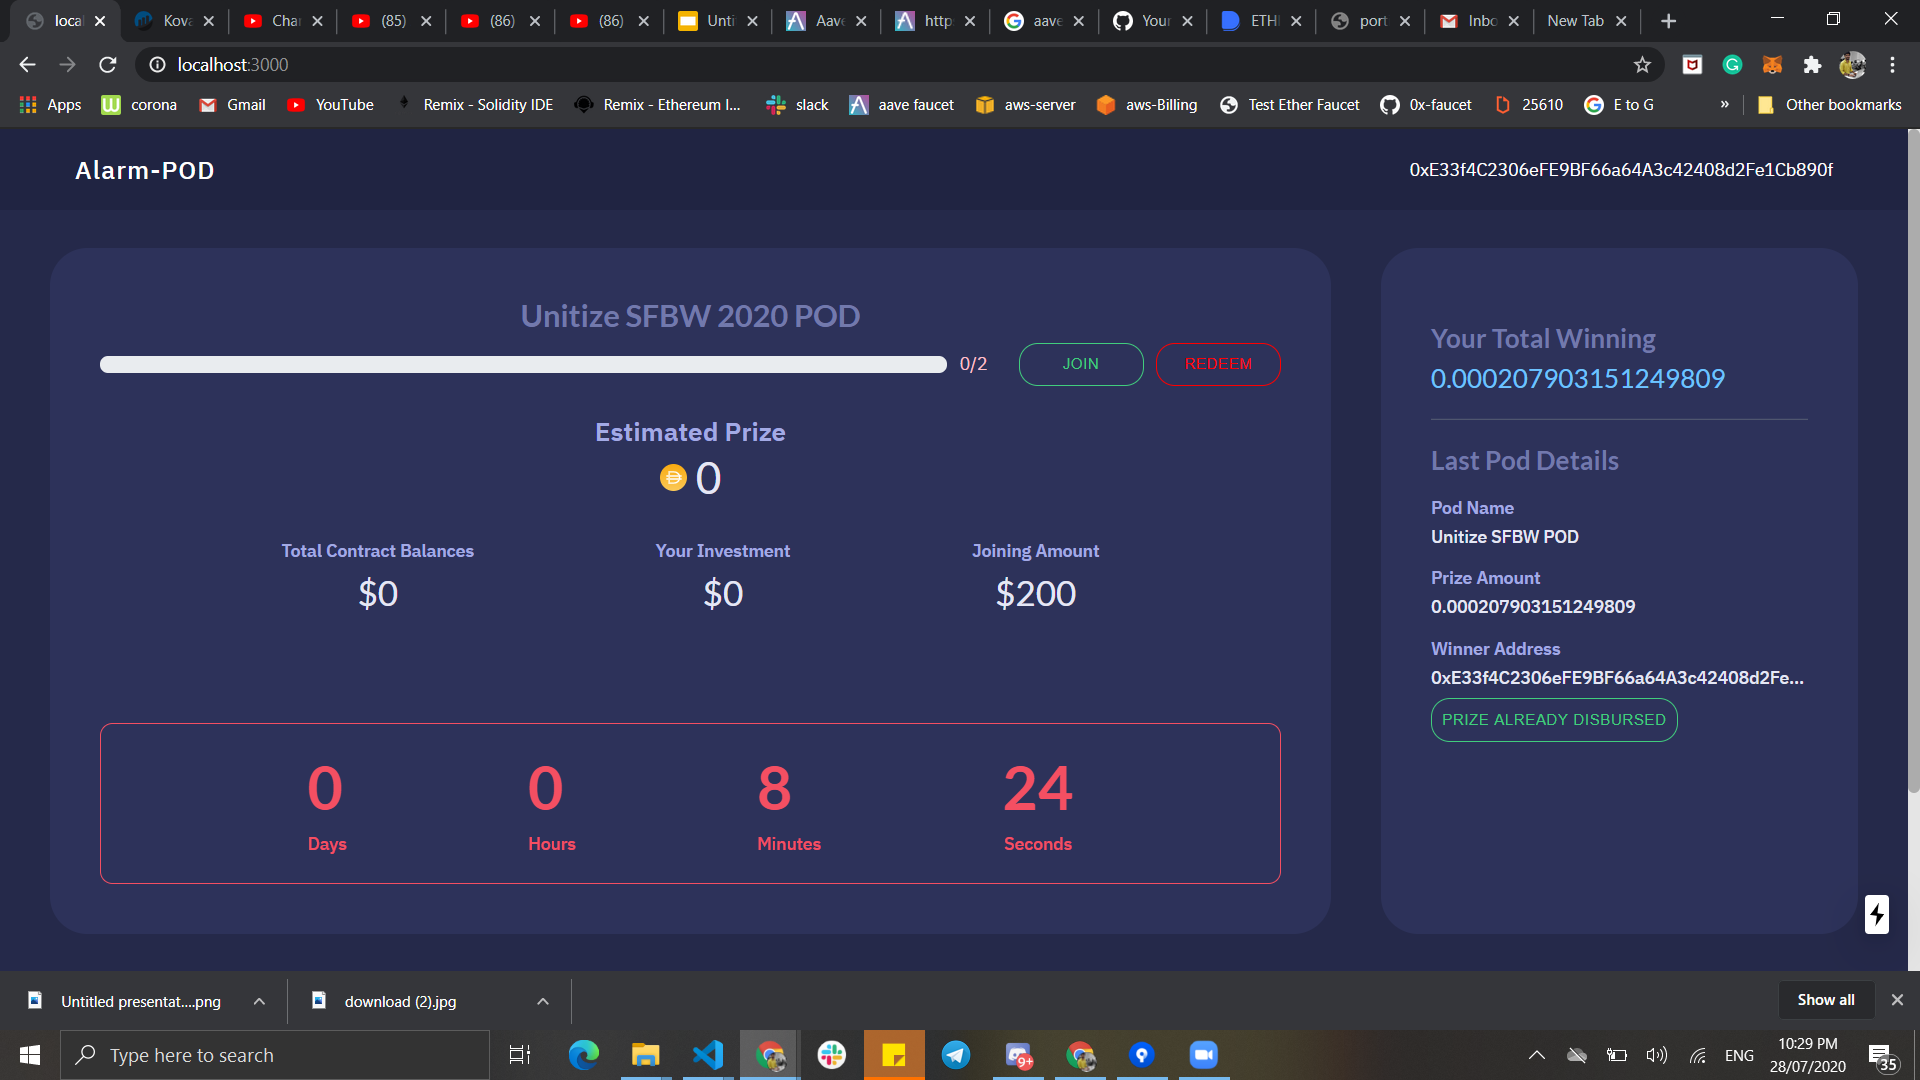 loca
Kova
Char
(85)
(86)
(86)
Unti
Aave
http
aave
Your
ETHI
port
Inbo
New Tab
localhost:3000
Apps
corona
Gmail
YouTube
Remix - Solidity IDE
Remix - Ethereum I...
slack
aave faucet
aws-server
aws-Billing
Test Ether Faucet
0x-faucet
25610
E to G
»
Other bookmarks
Alarm-POD
0xE33f4C2306eFE9BF66a64A3c42408d2Fe1Cb890f
Unitize SFBW 2020 POD
0/2
JOIN
REDEEM
Estimated Prize
0
Total Contract Balances
$0
Your Investment
$0
Joining Amount
$200
0
Days
0
Hours
8
Minutes
24
Seconds
Your Total Winning
0.000207903151249809
Last Pod Details
Pod Name
Unitize SFBW POD
Prize Amount
0.000207903151249809
Winner Address
0xE33f4C2306eFE9BF66a64A3c42408d2Fe...
PRIZE ALREADY DISBURSED
Untitled presentat....png
download (2).jpg
Show all
Type here to search
9+
ENG
10:29 PM
28/07/2020
35